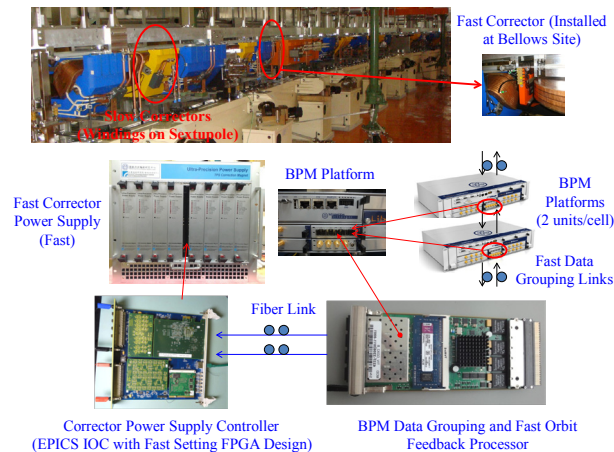 Fast Corrector (Installed
at Bellows Site)
Slow Correctors
(Windings on Sextupole)
Fast Corrector
Power Supply
(Fast)
Ultra-Precision Power Supply
BPM Platform
BPM
Platforms
(2 units/cell)
Fast Data
Grouping Links
Fiber Link
Corrector Power Supply Controller
(EPICS IOC with Fast Setting FPGA Design)
BPM Data Grouping and Fast Orbit
Feedback Processor